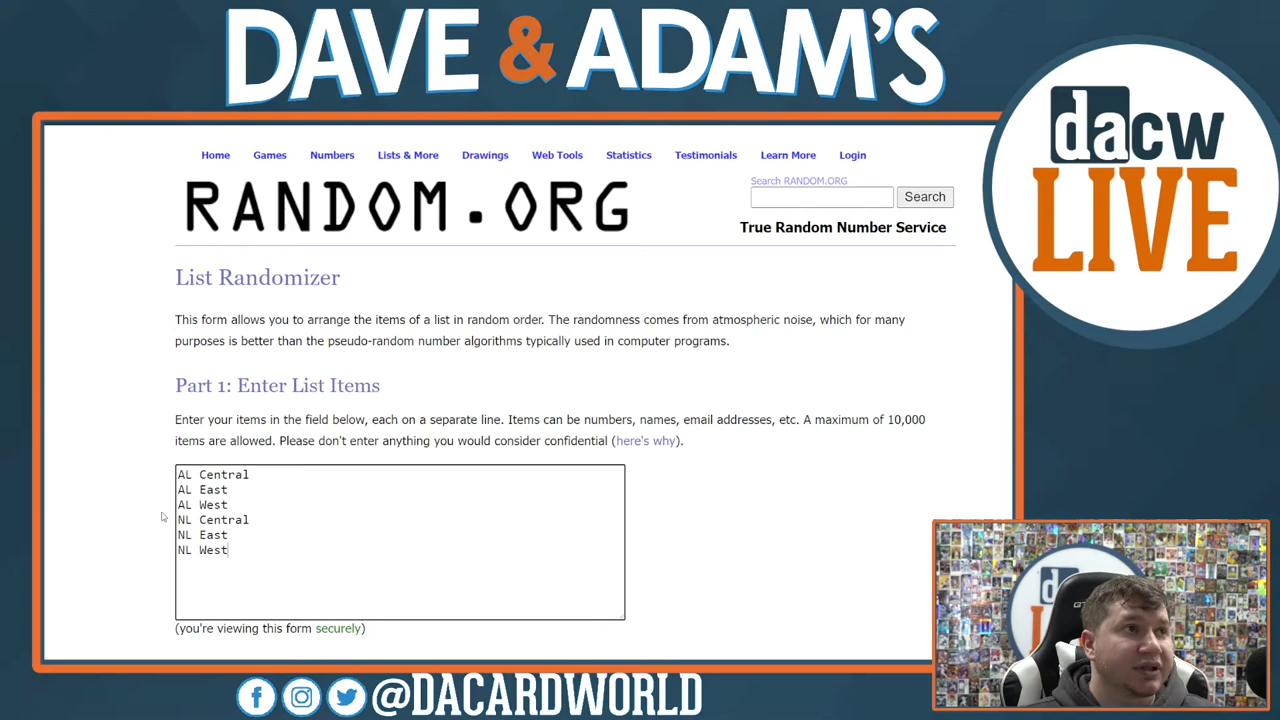 DAVE & ADAM'S
dacw
LIVE
Home Games Numbers Lists & More Drawings Web Tools Statistics Testimonials Learn More Login
RANDOM.ORG
Search RANDOM.ORG
Search
True Random Number Service
List Randomizer
This form allows you to arrange the items of a list in random order. The randomness comes from atmospheric noise, which for many
purposes is better than the pseudo-random number algorithms typically used in computer programs.
Part 1: Enter List Items
Enter your items in the field below, each on a separate line. Items can be numbers, names, email addresses, etc. A maximum of 10,000
items are allowed. Please don't enter anything you would consider confidential (here's why).
AL Central
AL East
AL West
NL Central
NL East
NL West
(you're viewing this form securely)
da
LIVE
@DACARDWORLD